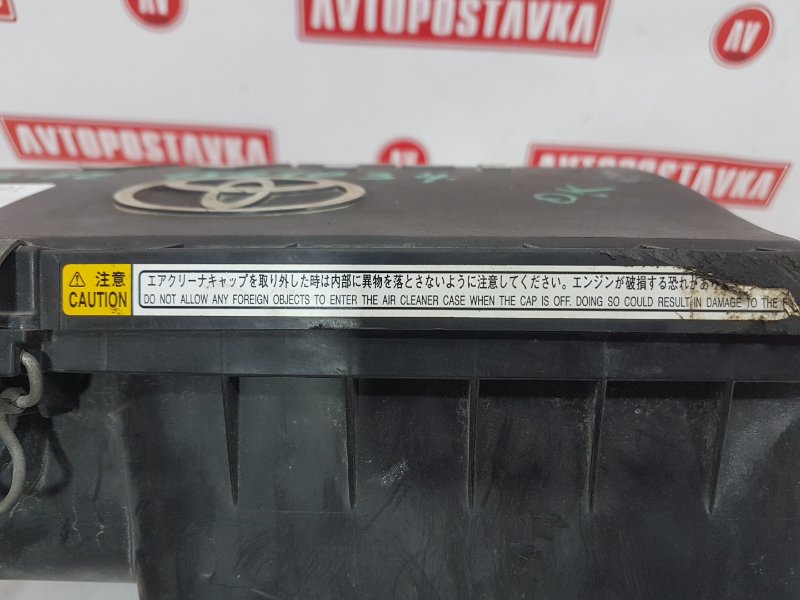 AVTOPOSTAVKA
AV
AVTOPOSTAVKA
AVTOPOSTAVKA
3 4
OK
注意
CAUTION
エアクリーナキャップを取り外した時は内部に異物を落とさないように注意してください。エンジンが破損する恐れがあ
DO NOT ALLOW ANY FOREIGN OBJECTS TO ENTER THE AIR CLEANER CASE WHEN THE CAP IS OFF. DOING SO COULD RESULT IN DAMAGE TO THE